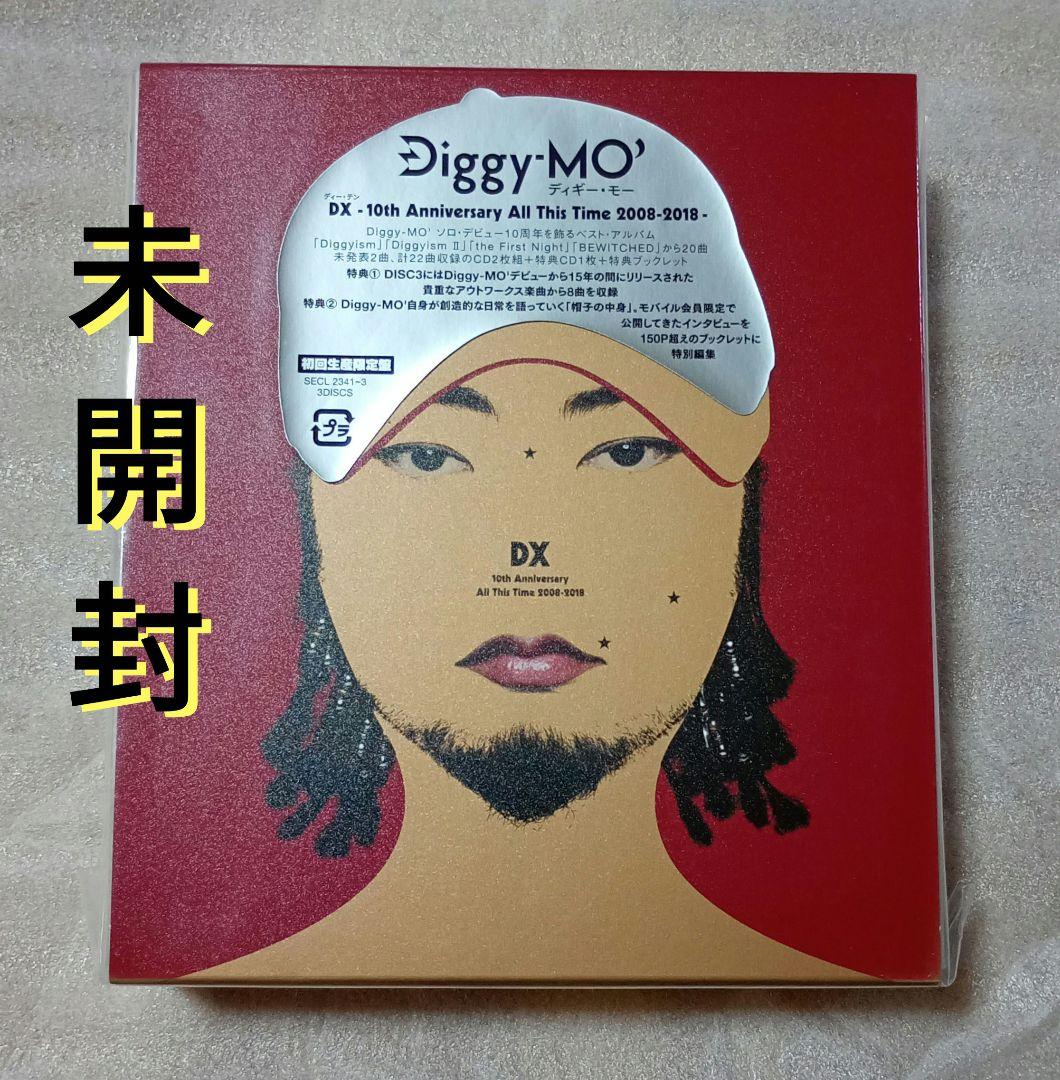 未開封
Diggy-MO'
ディギー・モー
ディー・テン
DX - 10th Anniversary All This Time 2008-2018 -
Diggy-MO' ソロ・デビュー10周年を飾るベスト・アルバム
「Diggyism」「Diggyism Ⅱ」「the First Night」「BEWITCHED」から20曲
未発表2曲、計22曲収録のCD2枚組＋特典CD1枚＋特典ブックレット
特典① DISC3にはDiggy-MO'デビューから15年の間にリリースされた
貴重なアウトワークス楽曲から8曲を収録
特典② Diggy-MO'自身が創造的な日常を語っていく「帽子の中身」。モバイル会員限定で
公開してきたインタビューを
150P超えのブックレットに
特別編集
初回生産限定盤
SECL 2341~3
3DISCS
プラ
DX
10th Anniversary
All This Time 2008-2018